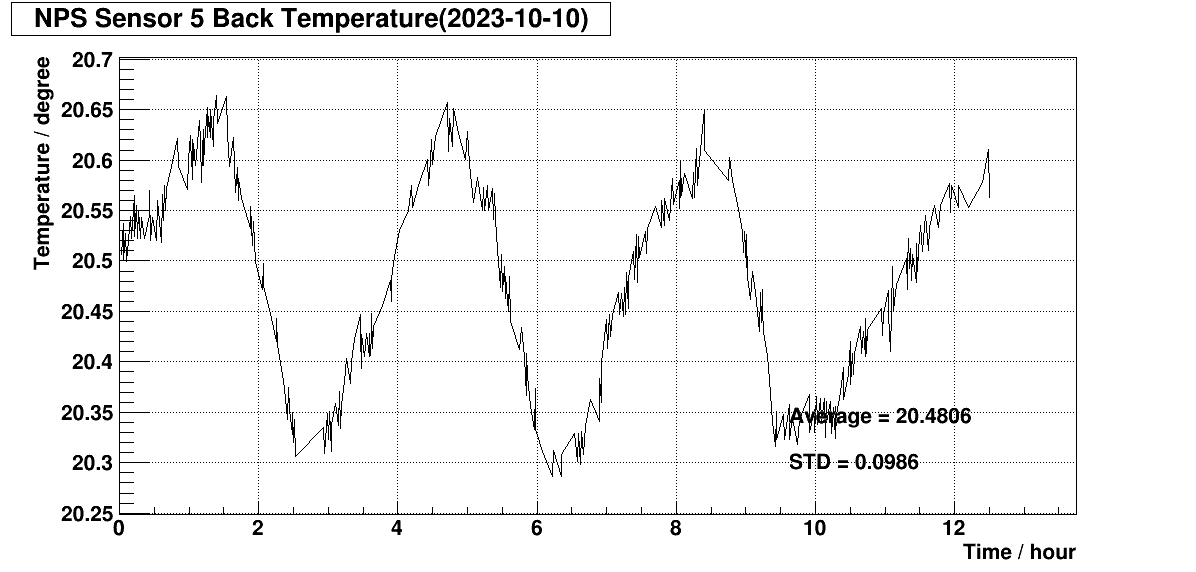 NPS Sensor 5 Back Temperature(2023-10-10)
Temperature / degree
20.7
20.65
20.6
20.55
20.5
20.45
20.4
20.35
20.3
20.25
Average = 20.4806
STD = 0.0986
0 2 4 6 8 10 12
Time / hour